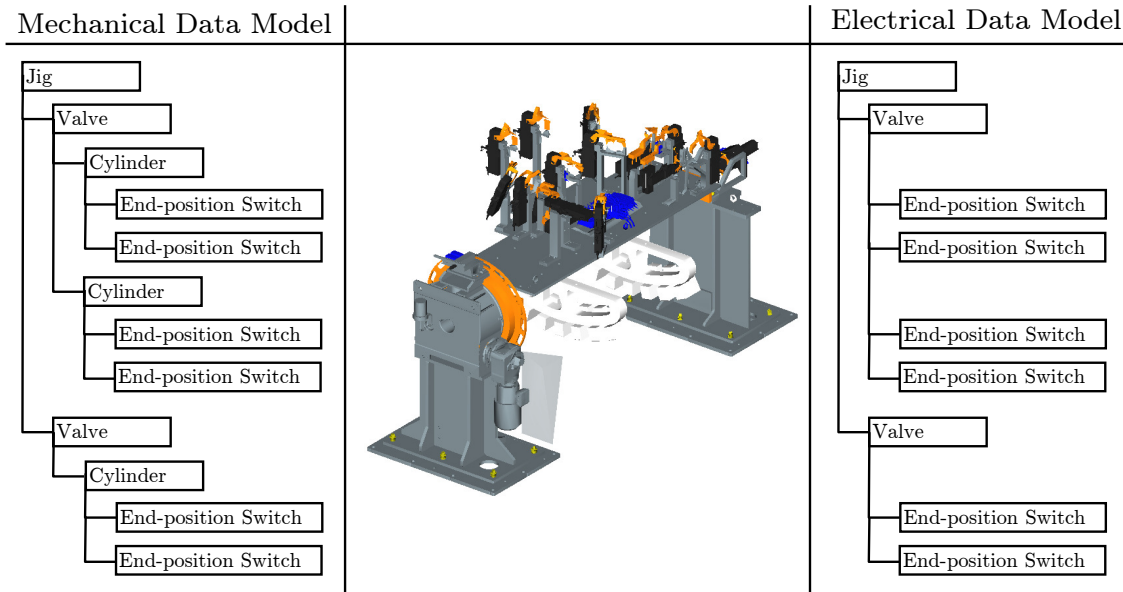 Mechanical Data Model
Jig
Valve
Cylinder
End-position Switch
End-position Switch
Cylinder
End-position Switch
End-position Switch
Valve
Cylinder
End-position Switch
End-position Switch
Electrical Data Model
Jig
Valve
End-position Switch
End-position Switch
End-position Switch
End-position Switch
Valve
End-position Switch
End-position Switch